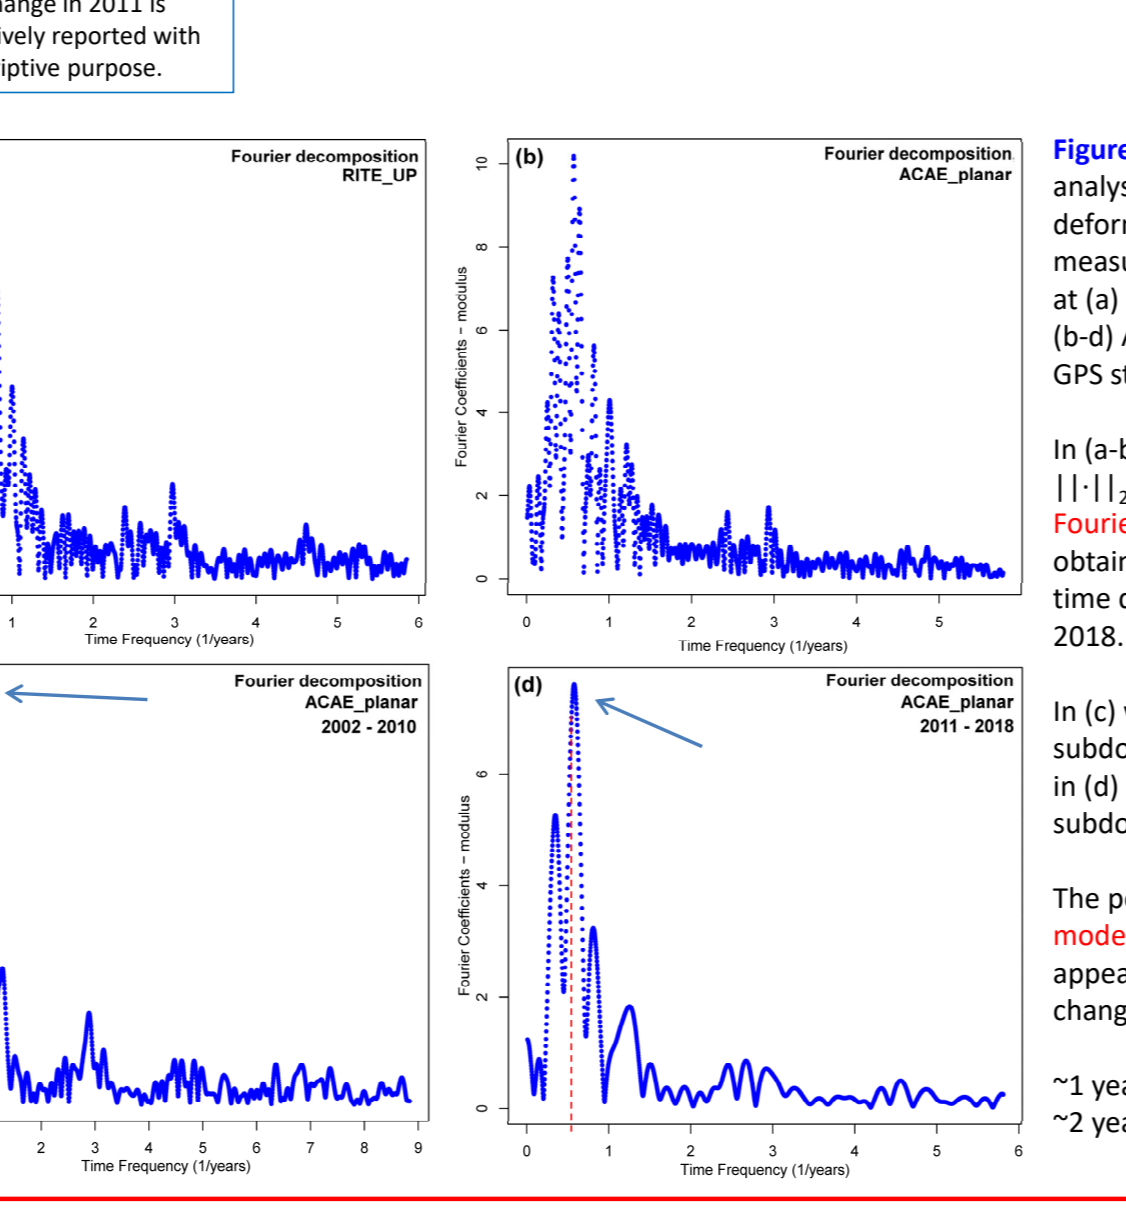 ange in 2011 is
ively reported with
iptive purpose.
Fourier decomposition
RITE_UP
1 2 3 4 5 6
Time Frequency (1/years)
(b)
Fourier decomposition
ACAE_planar
Fourier Coefficients − modulus
10
8
6
4
2
0
0 1 2 3 4 5
Time Frequency (1/years)
Fourier decomposition
ACAE_planar
2002 - 2010
2 3 4 5 6 7 8 9
Time Frequency (1/years)
(d)
Fourier decomposition
ACAE_planar
2011 - 2018
Fourier Coefficients − modulus
6
4
2
0
0 1 2 3 4 5 6
Time Frequency (1/years)
Figure
analys
deforn
measu
at (a)
(b-d) A
GPS st
In (a-b
||·||2
Fourie
obtain
time d
2018.
In (c) v
subdo
in (d)
subdo
The pe
mode
appea
chang
~1 yea
~2 yea